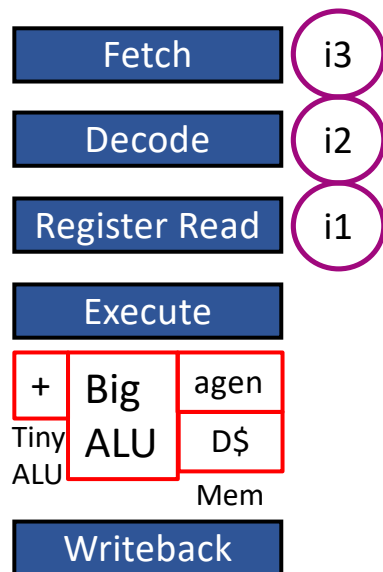 Fetch i3
Decode i2
Register Read i1
Execute
+ Big agen
Tiny ALU D$
ALU
Mem
Writeback